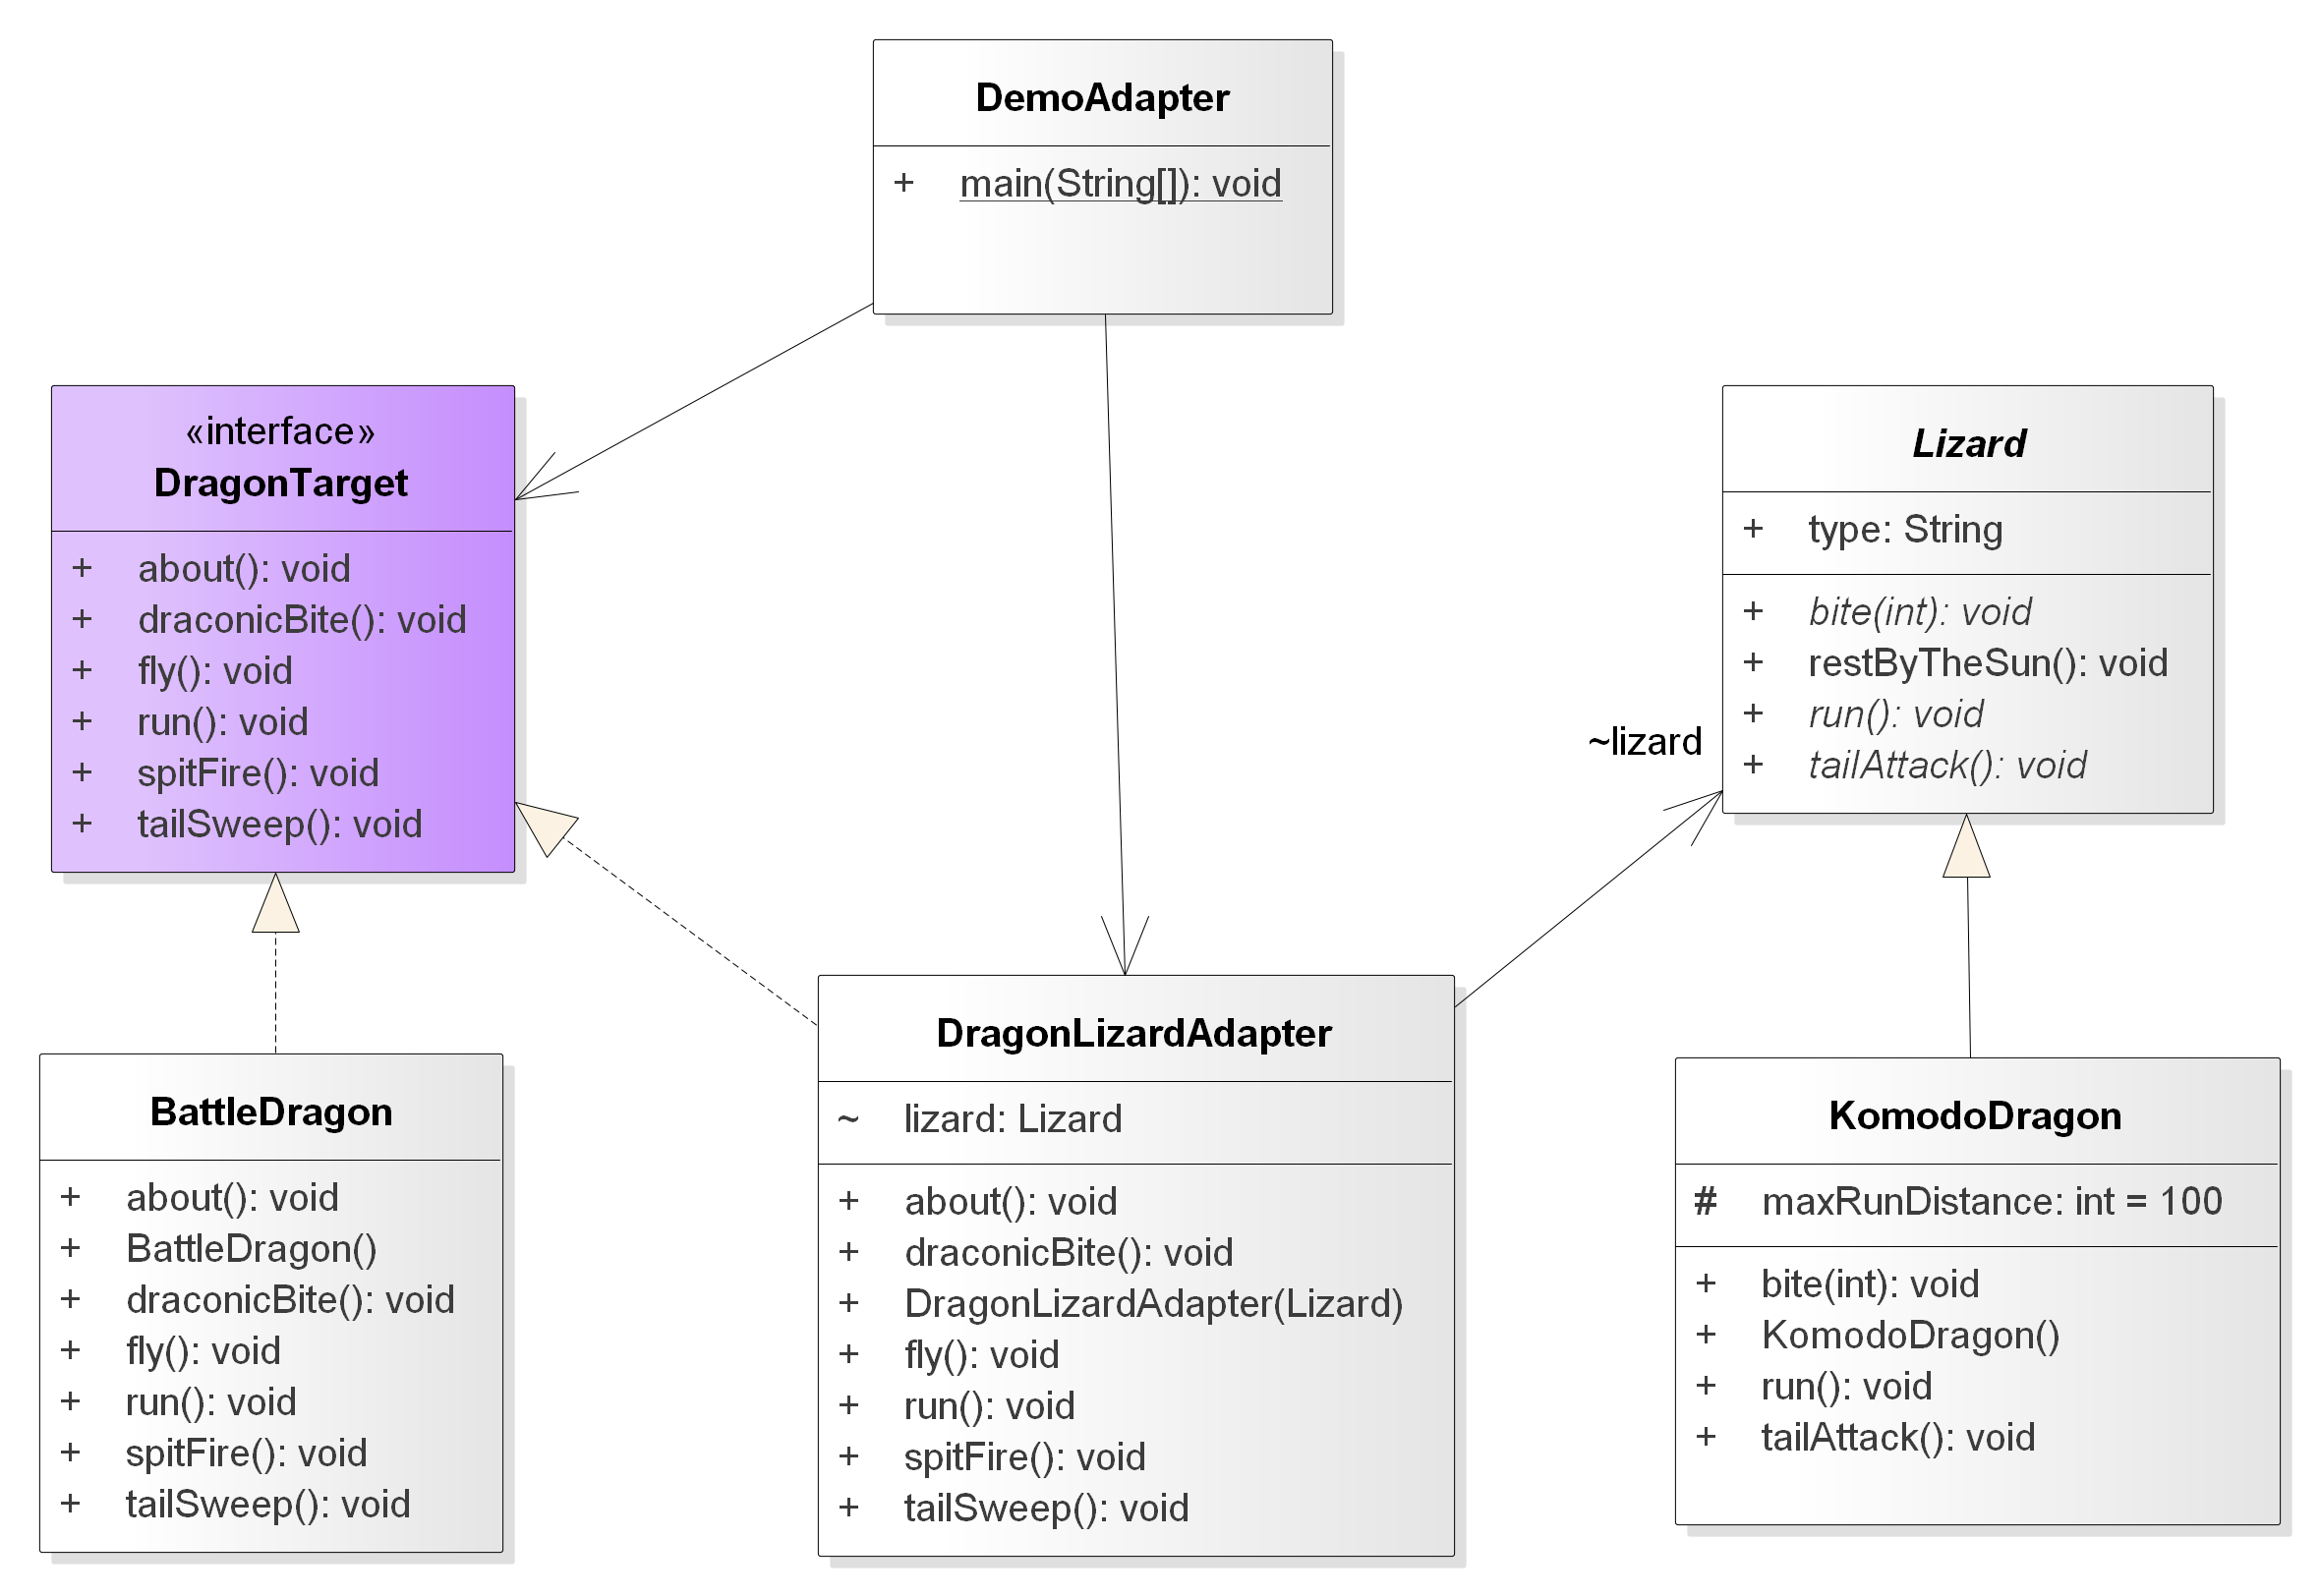 DemoAdapter
+ main(String[]): void
«interface»
DragonTarget
+ about(): void
+ draconicBite(): void
+ fly(): void
+ run(): void
+ spitFire(): void
+ tailSweep(): void
Lizard
+ type: String
+ bite(int): void
+ restByTheSun(): void
+ run(): void
+ tailAttack(): void
~lizard
BattleDragon
+ about(): void
+ BattleDragon()
+ draconicBite(): void
+ fly(): void
+ run(): void
+ spitFire(): void
+ tailSweep(): void
DragonLizardAdapter
~ lizard: Lizard
+ about(): void
+ draconicBite(): void
+ DragonLizardAdapter(Lizard)
+ fly(): void
+ run(): void
+ spitFire(): void
+ tailSweep(): void
KomodoDragon
# maxRunDistance: int = 100
+ bite(int): void
+ KomodoDragon()
+ run(): void
+ tailAttack(): void